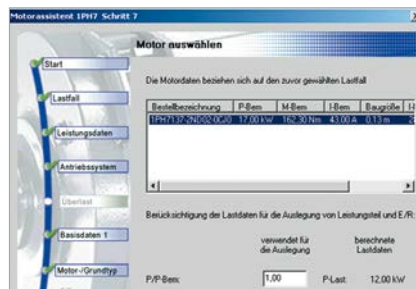 Motorassistent 1PH7 Schritt 7
Motor auswählen
Start
Lastfall
Leistungsdaten
Antriebssystem
Überlast
Basisdaten 1
Motor-/Grundtyp
Die Motordaten beziehen sich auf den zuvor gewählten Lastfall
Bestellbezeichnung P-Bem M-Bem I-Bem Baugröße
1PH7137-2ND02-0CJ0 17,00 kW 162,30 Nm 43,00 A 0,13 m
Berücksichtigung der Lastdaten für die Auslegung von Leistungsteil und E/R:
verwendet für die Auslegung
berechnete Lastdaten
P/P-Bem: 1,00 P-Last: 12,00 kW